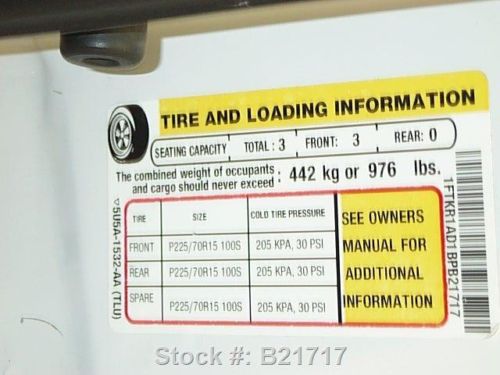 TIRE AND LOADING INFORMATION
SEATING CAPACITY TOTAL : 3 FRONT: 3 REAR: 0
The combined weight of occupants
and cargo should never exceed : 442 kg or 976 lbs.
TIRE SIZE COLD TIRE PRESSURE
FRONT P225/70R15 100S 205 KPA, 30 PSI
REAR P225/70R15 100S 205 KPA, 30 PSI
SPARE P225/70R15 100S 205 KPA, 30 PSI
SEE OWNERS
MANUAL FOR
ADDITIONAL
INFORMATION
5U5A-1532-AA (TLU)
1FTKR1AD1BPB21717
Stock #: B21717